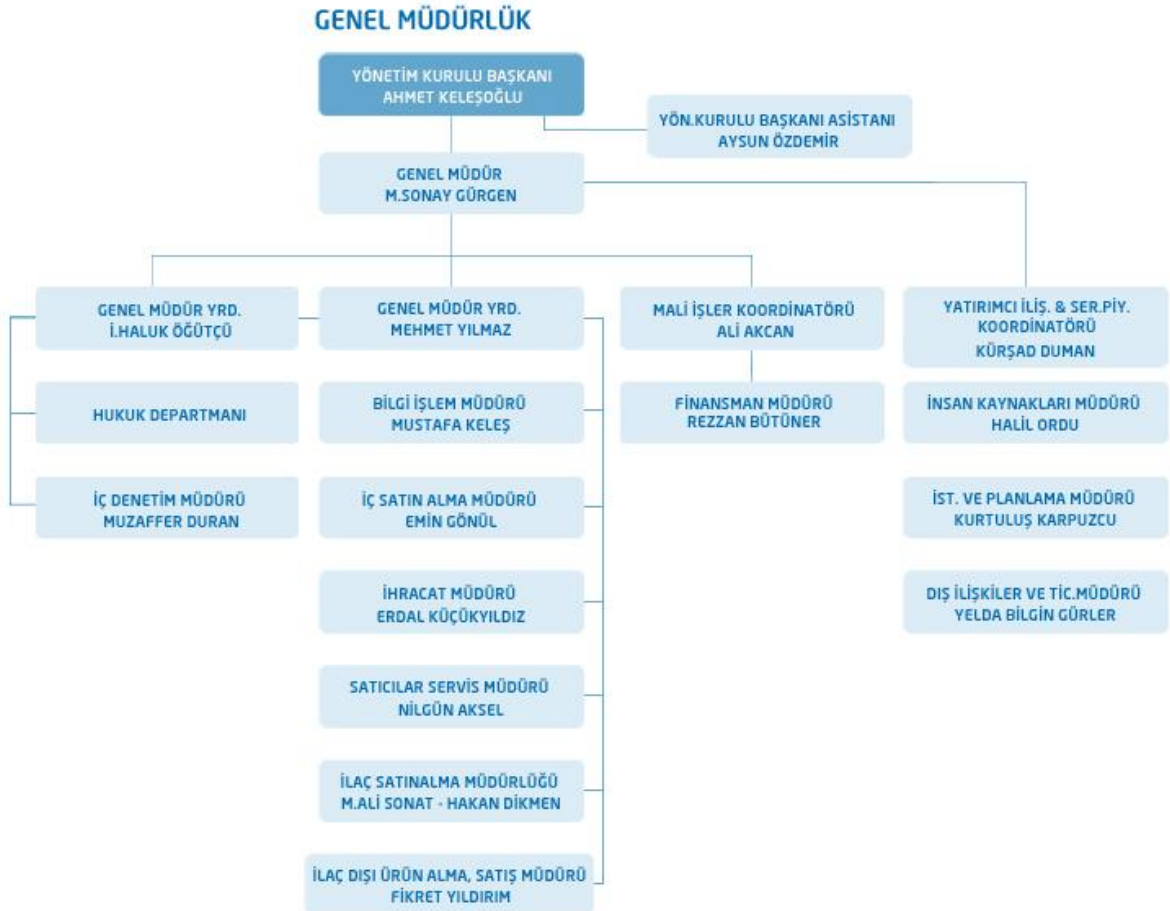 GENEL MÜDÜRLÜK
YÖNETİM KURULU BAŞKANI
AHMET KELEŞOĞLU
YÖN.KURULU BAŞKANI ASİSTANI
AYSUN ÖZDEMİR
GENEL MÜDÜR
M.SONAY GÜRGEN
GENEL MÜDÜR YRD.
İ.HALUK ÖĞÜTÇÜ
GENEL MÜDÜR YRD.
MEHMET YILMAZ
MALİ İŞLER KOORDİNATÖRÜ
ALİ AKCAN
YATIRIMCI İLİŞ. & SER.PİY.
KOORDİNATÖRÜ
KÜRŞAD DUMAN
HUKUK DEPARTMANI
BİLGİ İŞLEM MÜDÜRÜ
MUSTAFA KELEŞ
FİNANSMAN MÜDÜRÜ
REZZAN BÜTÜNER
İNSAN KAYNAKLARI MÜDÜRÜ
HALİL ORDU
İÇ DENETİM MÜDÜRÜ
MUZAFFER DURAN
İÇ SATIN ALMA MÜDÜRÜ
EMİN GÖNÜL
İST. VE PLANLAMA MÜDÜRÜ
KURTULUŞ KARPUZCU
İHRACAT MÜDÜRÜ
ERDAL KÜÇÜKYILDIZ
DIŞ İLİŞKİLER VE TİC.MÜDÜRÜ
YELDA BİLGİN GÜRLER
SATICILAR SERVİS MÜDÜRÜ
NİLGÜN AKSEL
İLAÇ SATINALMA MÜDÜRLÜĞÜ
M.ALİ SONAT - HAKAN DİKMEN
İLAÇ DIŞI ÜRÜN ALMA, SATIŞ MÜDÜRÜ
FİKRET YILDIRIM